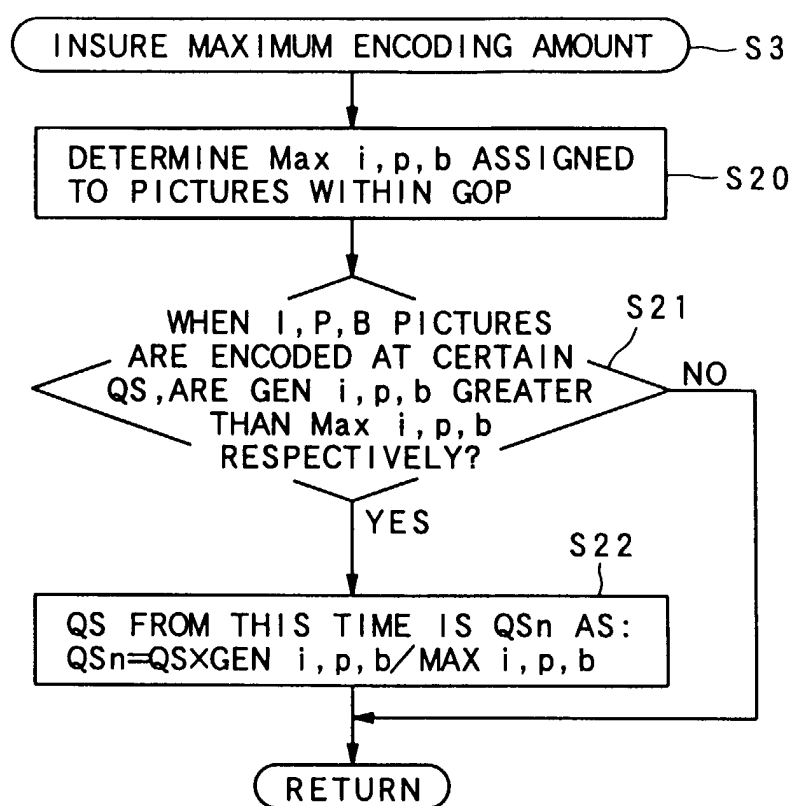 INSURE MAXIMUM ENCODING AMOUNT
S3
DETERMINE Max i,p,b ASSIGNED
TO PICTURES WITHIN GOP
S20
S21
WHEN I,P,B PICTURES
ARE ENCODED AT CERTAIN
QS,ARE GEN i,p,b GREATER
THAN Max i,p,b
RESPECTIVELY?
NO
YES
S22
QS FROM THIS TIME IS QSn AS:
QSn=QS×GEN i,p,b/MAX i,p,b
RETURN